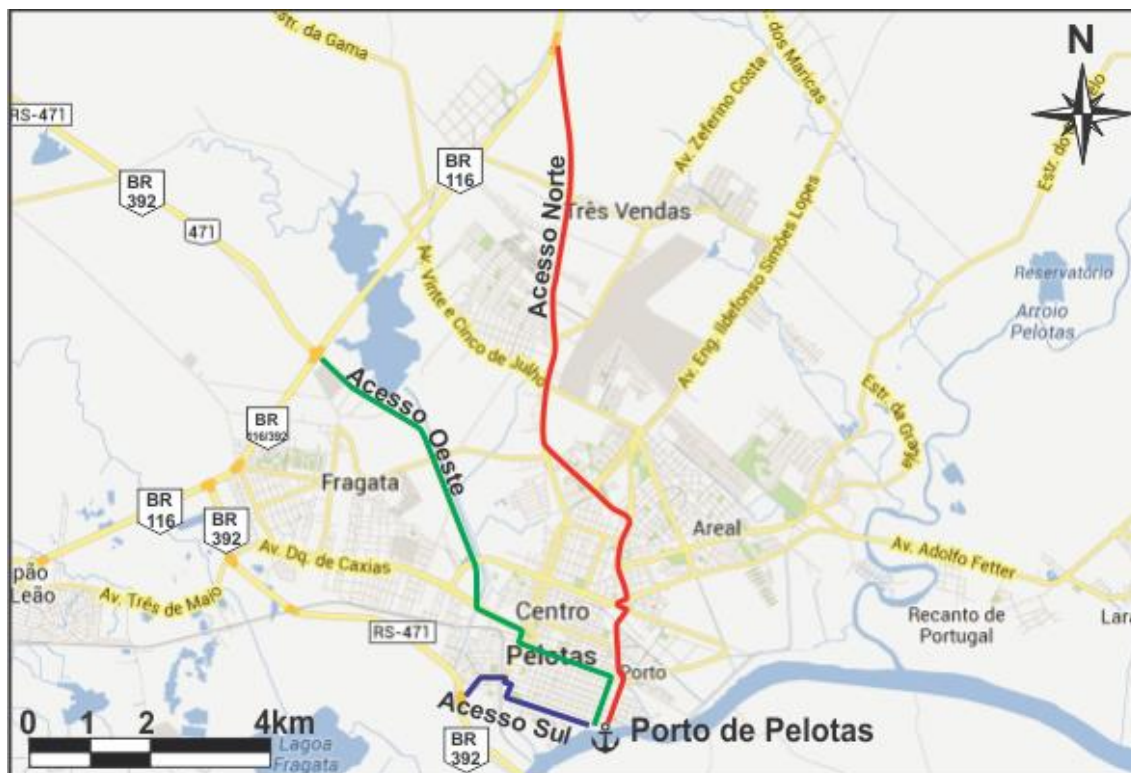 Estr. da Gama
dos Maricas
N
RS-471
BR
116
Av. Zeferino Costa
BR
392
471
Acesso Norte
Três Vendas
Av. Eng. Ildefonso Simões Lopes
Reservatório
Arroio
Pelotas
Av. Vinte e Cinco de Julho
Acesso Oeste
Estr. da Granja
BR
116/392
Fragata
BR
116
BR
392
Areal
Av. Dq. de Caxias
Av. Adolfo Fetter
pão
Leão
Av. Três de Maio
Centro
Recanto de
Portugal
Lara
RS-471
Pelotas
Porto
Acesso Sul
Porto de Pelotas
0 1 2 4km
BR
392
Lagoa
Fragata